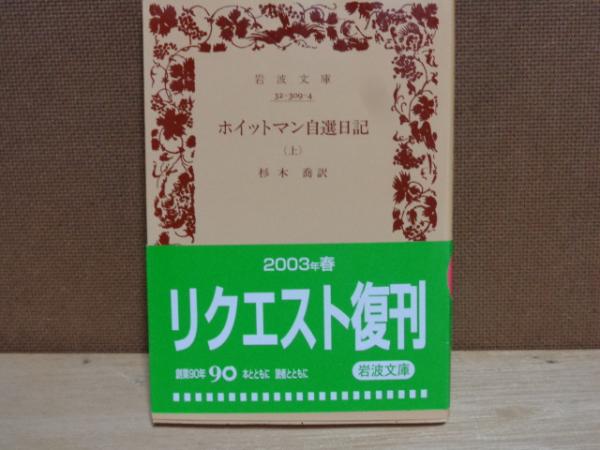 岩波文庫
32-309-4
ホイットマン自選日記
(上)
杉木喬訳
2003年春
リクエスト復刊
創業90年 90 本とともに 読者とともに
岩波文庫